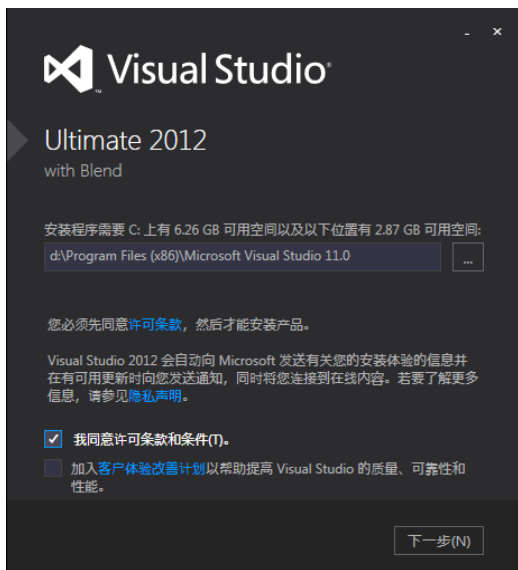 Visual Studio®
™
Ultimate 2012
with Blend
安装程序需要 C: 上有 6.26 GB 可用空间以及以下位置有 2.87 GB 可用空间:
d:\Program Files (x86)\Microsoft Visual Studio 11.0
...
您必须先同意许可条款，然后才能安装产品。
Visual Studio 2012 会自动向 Microsoft 发送有关您的安装体验的信息并
在有可用更新时向您发送通知，同时将您连接到在线内容。若要了解更多
信息，请参见隐私声明。
我同意许可条款和条件(T)。
加入客户体验改善计划以帮助提高 Visual Studio 的质量、可靠性和
性能。
下一步(N)